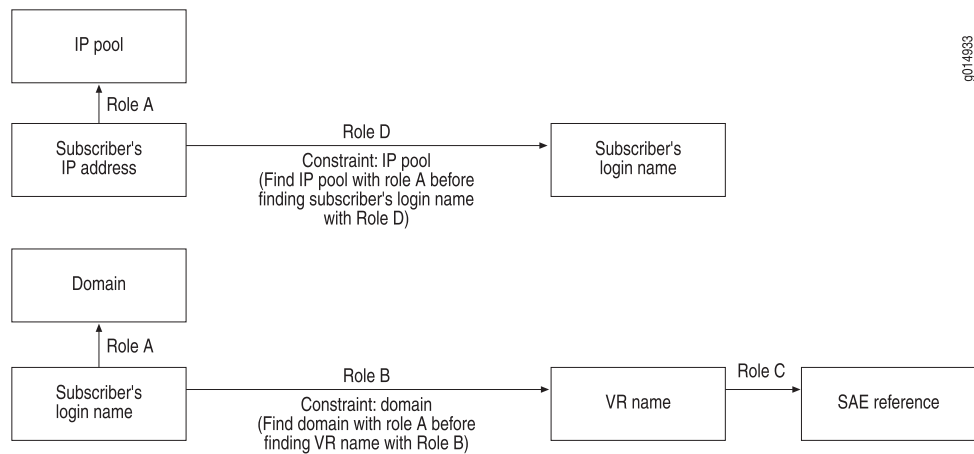 IP pool
g014933
Role A
Subscriber's
IP address
Role D
Constraint: IP pool
(Find IP pool with role A before
finding subscriber's login name
with Role D)
Subscriber's
login name
Domain
Role A
Subscriber's
login name
Role B
Constraint: domain
(Find domain with role A before
finding VR name with Role B)
VR name
Role C
SAE reference